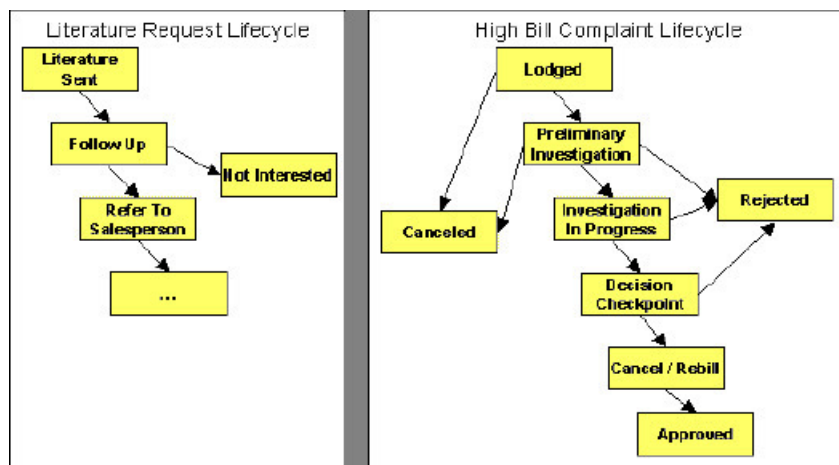 Literature Request Lifecycle
Literature
Sent
Follow Up
Not Interested
Refer To
Salesperson
...
High Bill Complaint Lifecycle
Lodged
Preliminary
Investigation
Canceled
Investigation
In Progress
Rejected
Decision
Checkpoint
Cancel / Rebill
Approved